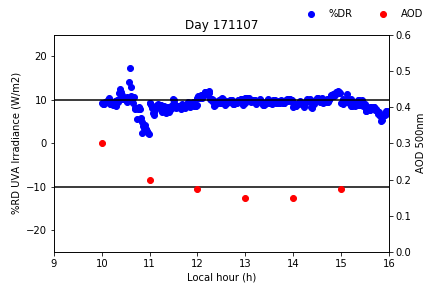 %DR AOD
Day 171107
%RD UVA Irradiance (W/m2)
20
10
0
−10
−20
0.6
0.5
0.4
0.3
0.2
0.1
0.0
AOD 500nm
9 10 11 12 13 14 15 16
Local hour (h)